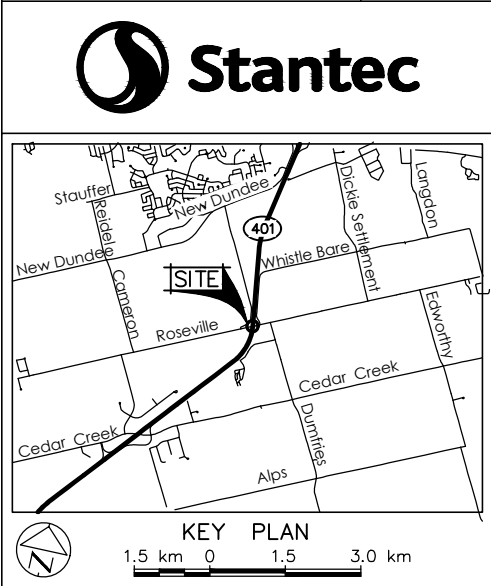 Stantec
Stauffer
Reidel
New Dundee
Dickie Settlement
Langdon
401
New Dundee
Whistle Bare
SITE
Cameron
Roseville
Edworthy
Cedar Creek
Dumfries
Cedar Creek
Alps
N
KEY PLAN
1.5 km 0 1.5 3.0 km